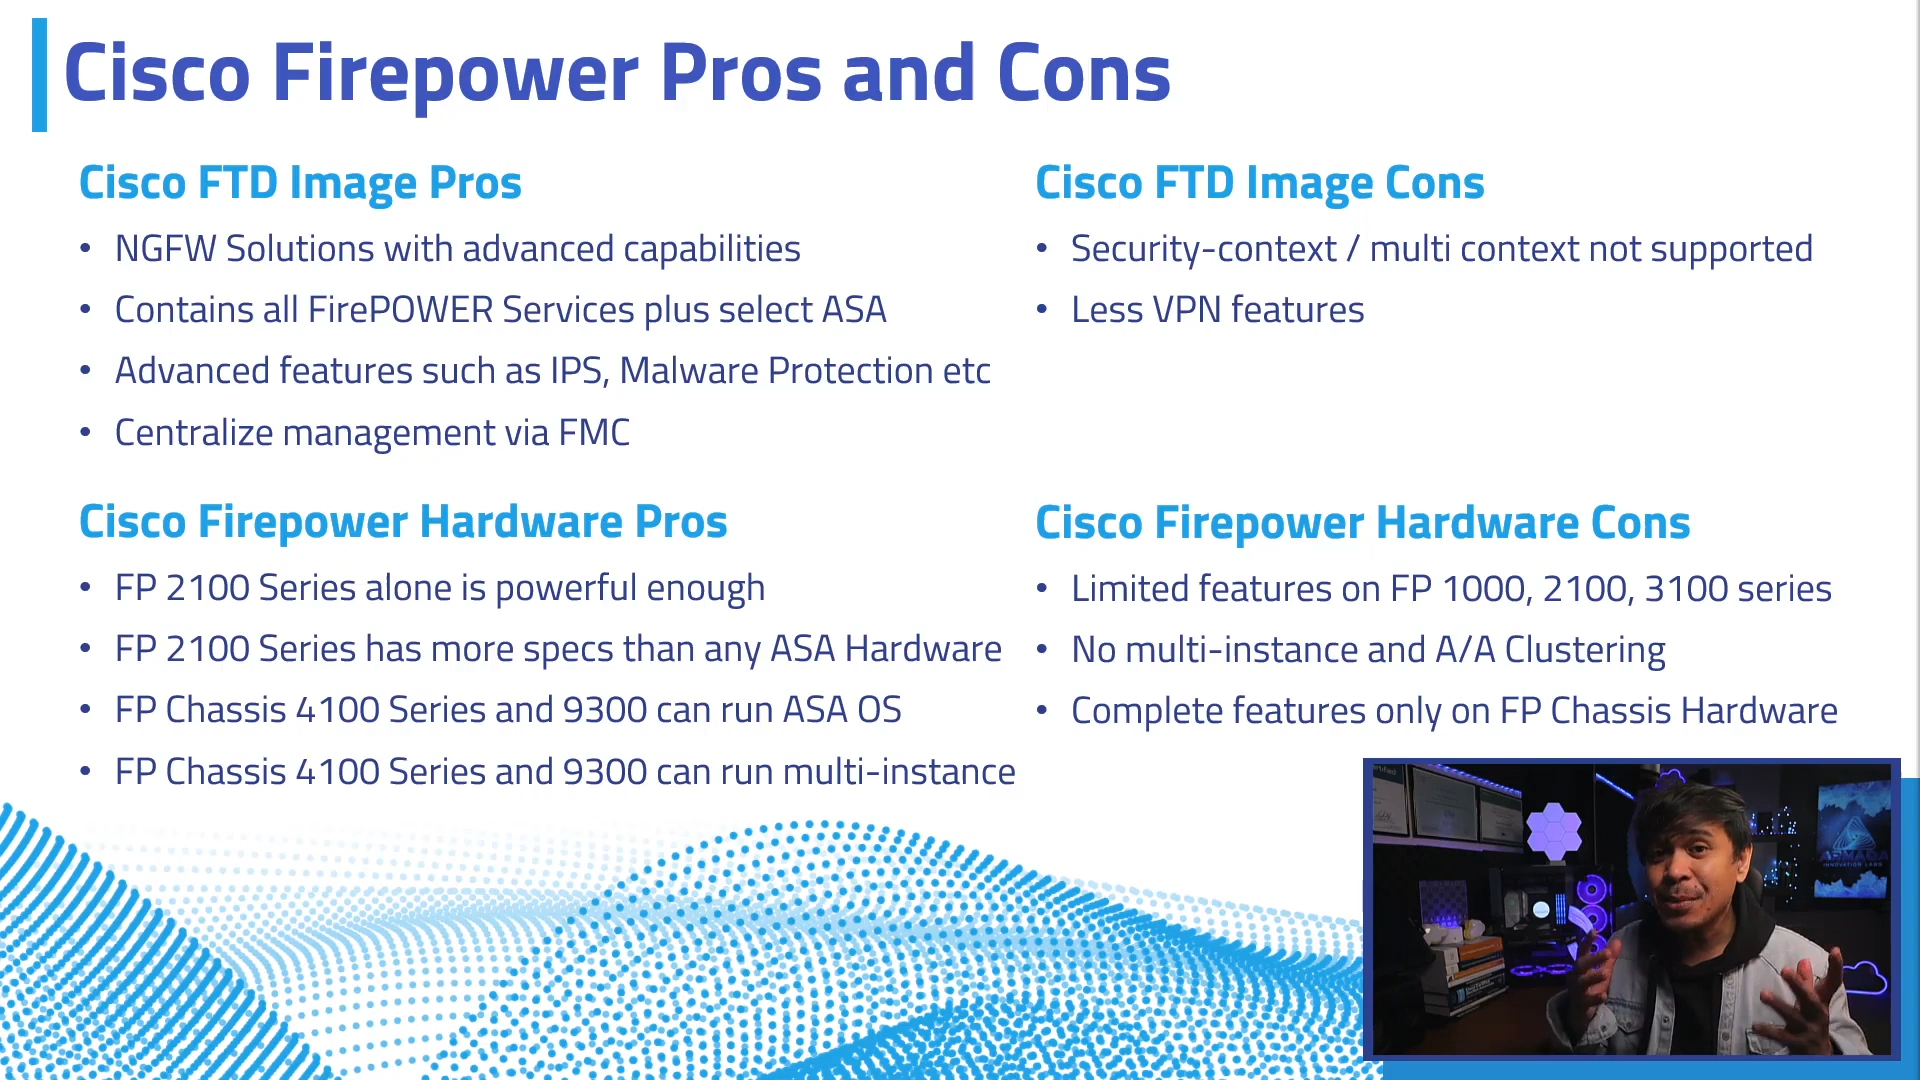 Cisco Firepower Pros and Cons
Cisco FTD Image Pros
• NGFW Solutions with advanced capabilities
• Contains all FirePOWER Services plus select ASA
• Advanced features such as IPS, Malware Protection etc
• Centralize management via FMC
Cisco FTD Image Cons
• Security-context / multi context not supported
• Less VPN features
Cisco Firepower Hardware Pros
• FP 2100 Series alone is powerful enough
• FP 2100 Series has more specs than any ASA Hardware
• FP Chassis 4100 Series and 9300 can run ASA OS
• FP Chassis 4100 Series and 9300 can run multi-instance
Cisco Firepower Hardware Cons
• Limited features on FP 1000, 2100, 3100 series
• No multi-instance and A/A Clustering
• Complete features only on FP Chassis Hardware
ARMADA
INNOVATION LABS